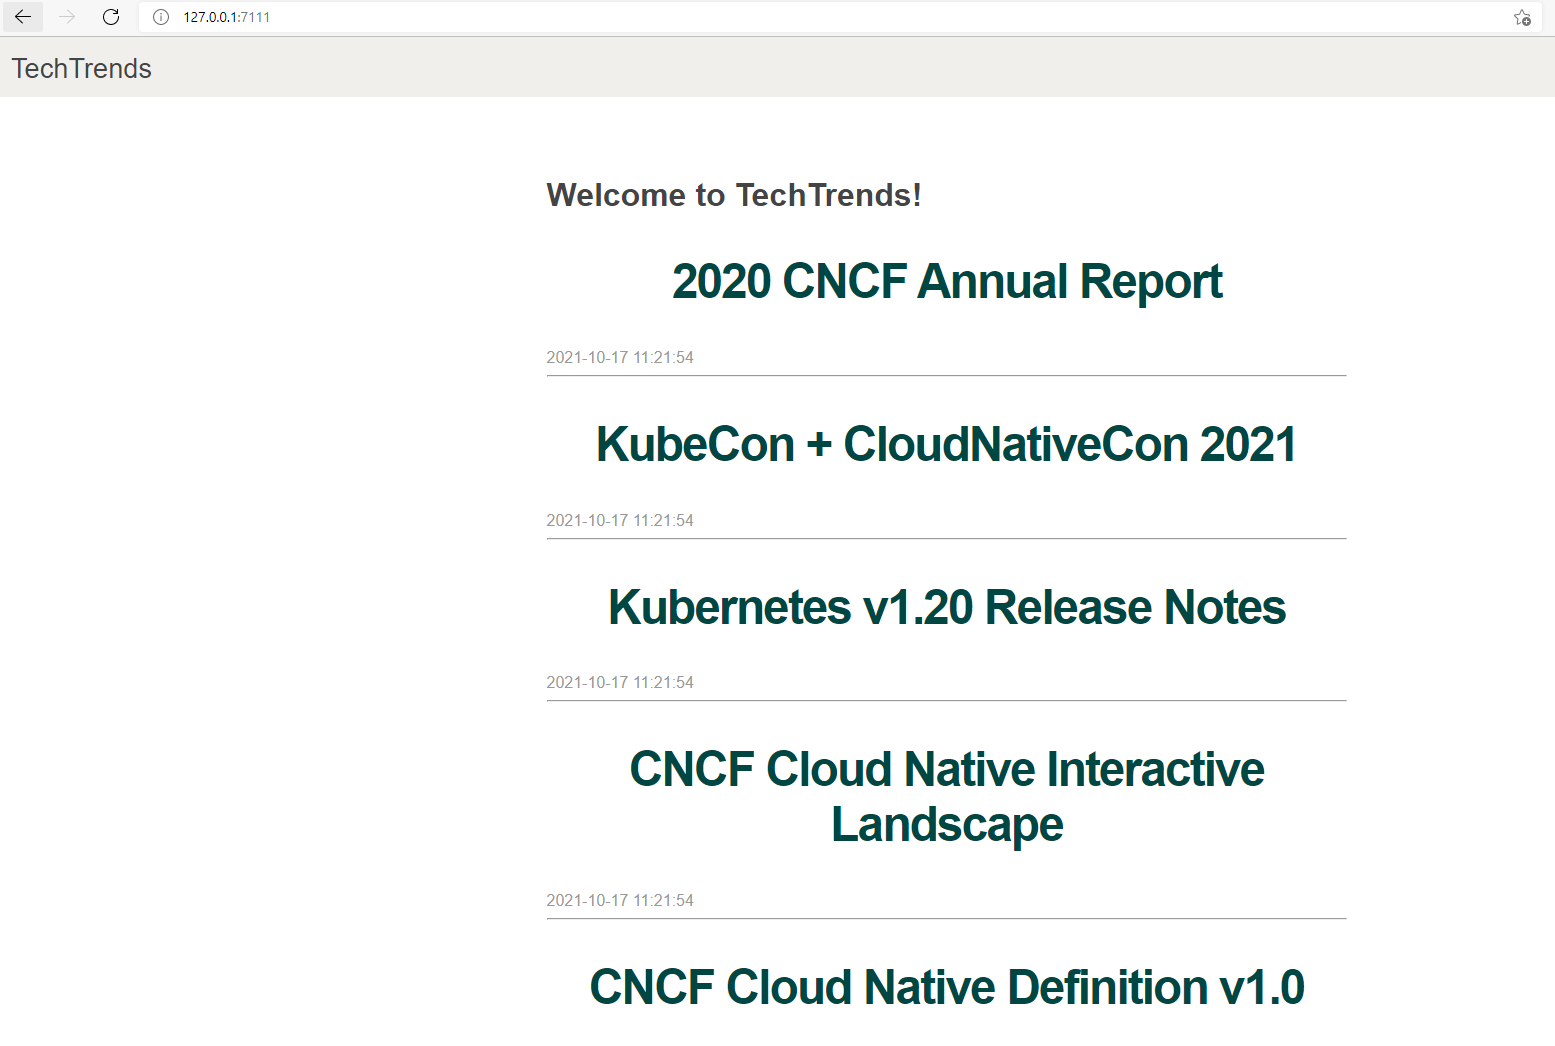 127.0.0.1:7111
TechTrends
Welcome to TechTrends!
2020 CNCF Annual Report
2021-10-17 11:21:54
KubeCon + CloudNativeCon 2021
2021-10-17 11:21:54
Kubernetes v1.20 Release Notes
2021-10-17 11:21:54
CNCF Cloud Native Interactive
Landscape
2021-10-17 11:21:54
CNCF Cloud Native Definition v1.0